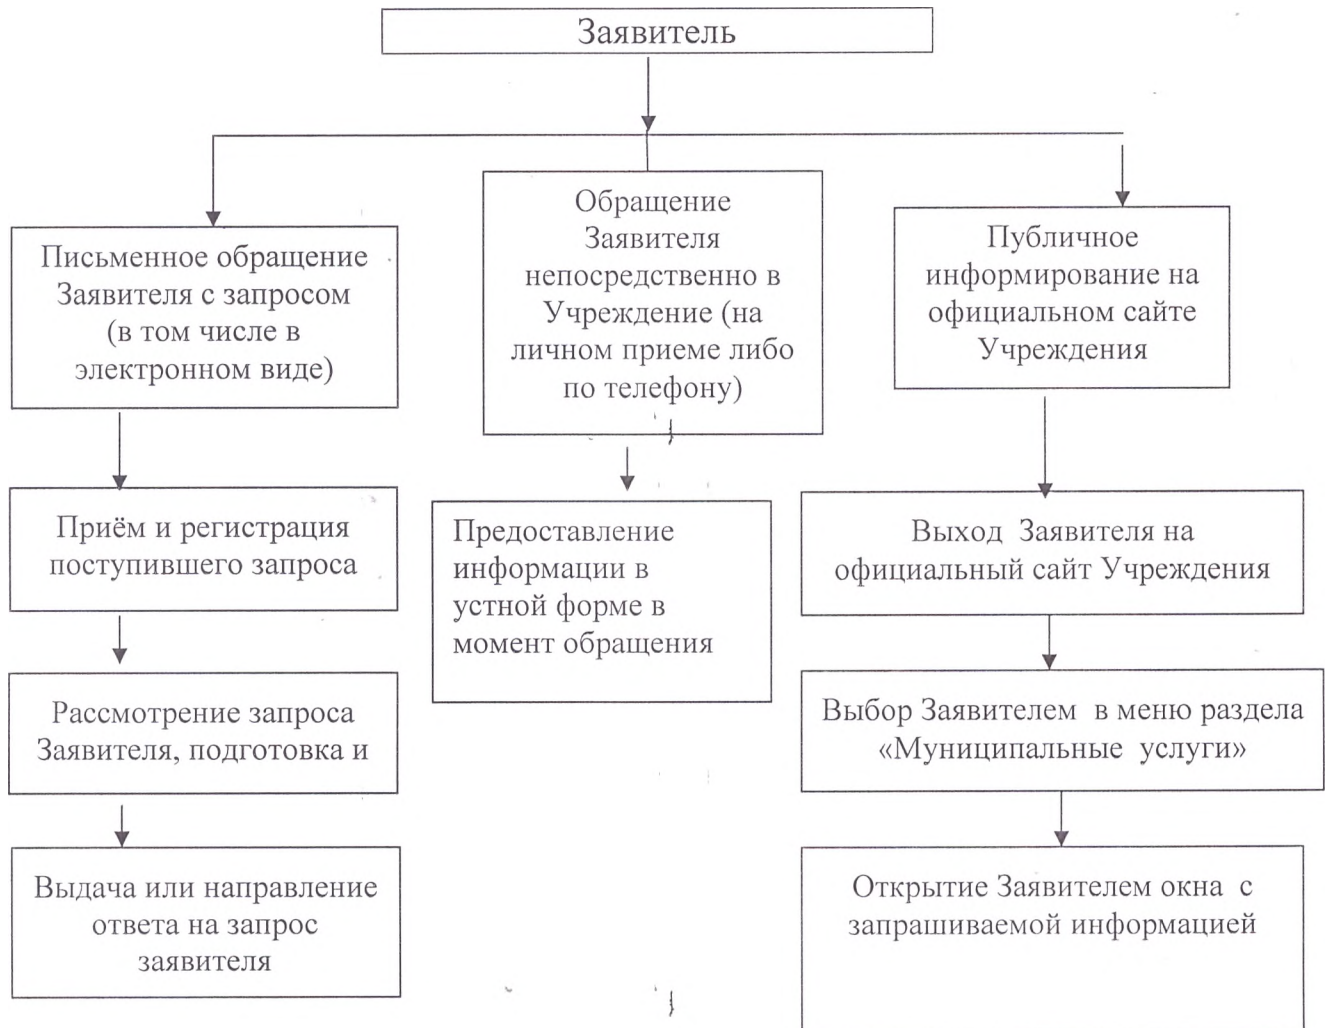 Заявитель
Письменное обращение
Заявителя с запросом
(в том числе в
электронном виде)
Приём и регистрация
поступившего запроса
Рассмотрение запроса
Заявителя, подготовка и
Выдача или направление
ответа на запрос
заявителя
Обращение
Заявителя
непосредственно в
Учреждение (на
личном приеме либо
по телефону)
Предоставление
информации в
устной форме в
момент обращения
Публичное
информирование на
официальном сайте
Учреждения
Выход Заявителя на
официальный сайт Учреждения
Выбор Заявителем в меню раздела
«Муниципальные услуги»
Открытие Заявителем окна с
запрашиваемой информацией